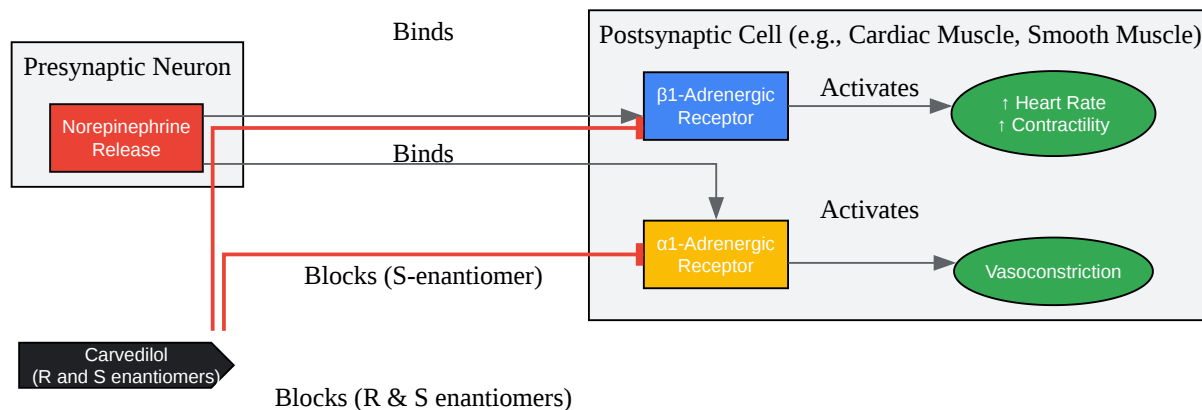 Binds
Postsynaptic Cell (e.g., Cardiac Muscle, Smooth Muscle)
Presynaptic Neuron
Norepinephrine
Release
β1-Adrenergic
Receptor
Activates
↑ Heart Rate
↑ Contractility
Binds
Activates
α1-Adrenergic
Receptor
Vasoconstriction
Blocks (S-enantiomer)
Carvedilol
(R and S enantiomers)
Blocks (R & S enantiomers)